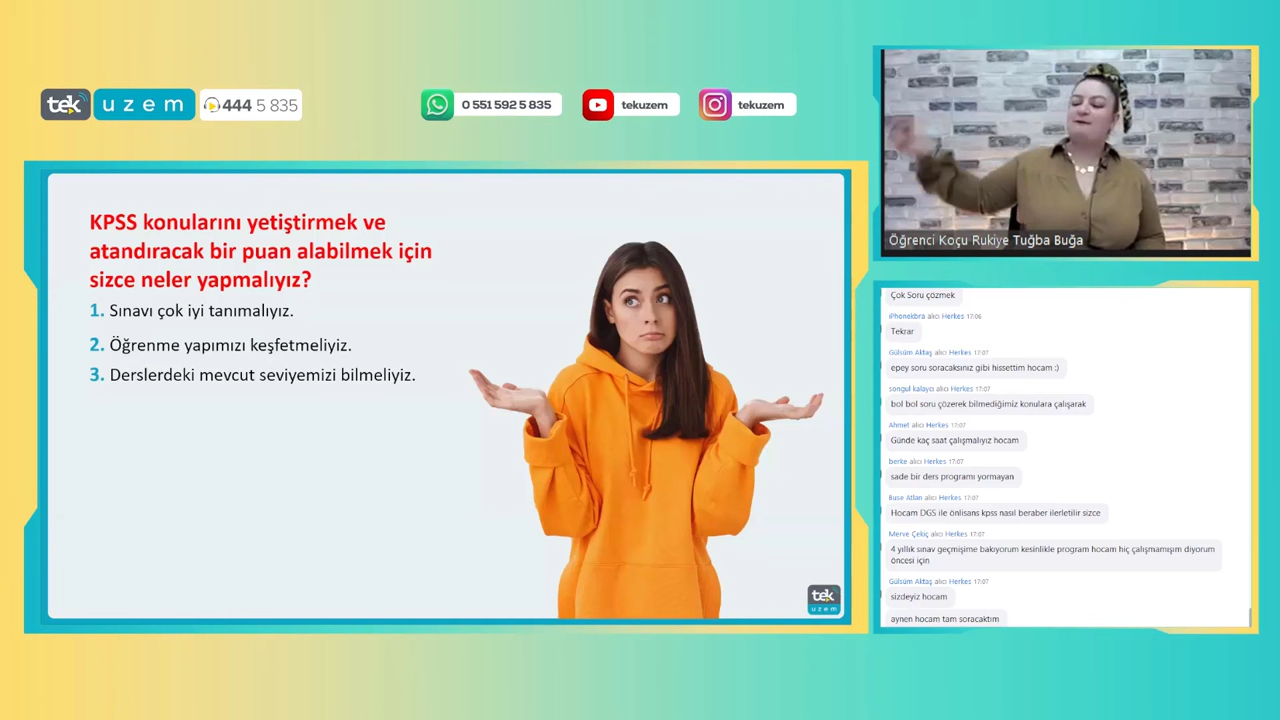 tek uzem 444 5 835
0 551 592 5 835
tekuzem
tekuzem
KPSS konularını yetiştirmek ve
atandıracak bir puan alabilmek için
sizce neler yapmalıyız?
1. Sınavı çok iyi tanımalıyız.
2. Öğrenme yapımızı keşfetmeliyiz.
3. Derslerdeki mevcut seviyemizi bilmeliyiz.
tek
uzem
Öğrenci Koçu Rukiye Tuğba Buğa
Çok Soru çözmek
iPhonekbra alıcı Herkes 17:06
Tekrar
Gülsüm Aktaş alıcı Herkes 17:07
epey soru soracaksınız gibi hissettim hocam :)
songul kalaycı alıcı Herkes 17:07
bol bol soru çözerek bilmediğimiz konulara çalışarak
Ahmet alıcı Herkes 17:07
Günde kaç saat çalışmalıyız hocam
berke alıcı Herkes 17:07
sade bir ders programı yormayan
Buse Atlan alıcı Herkes 17:07
Hocam DGS ile önlisans kpss nasıl beraber ilerletilir sizce
Merve Çekiç alıcı Herkes 17:07
4 yıllık sınav geçmişime bakıyorum kesinlikle program hocam hiç çalışmamışım diyorum
öncesi için
Gülsüm Aktaş alıcı Herkes 17:07
sizdeyiz hocam
aynen hocam tam soracaktım